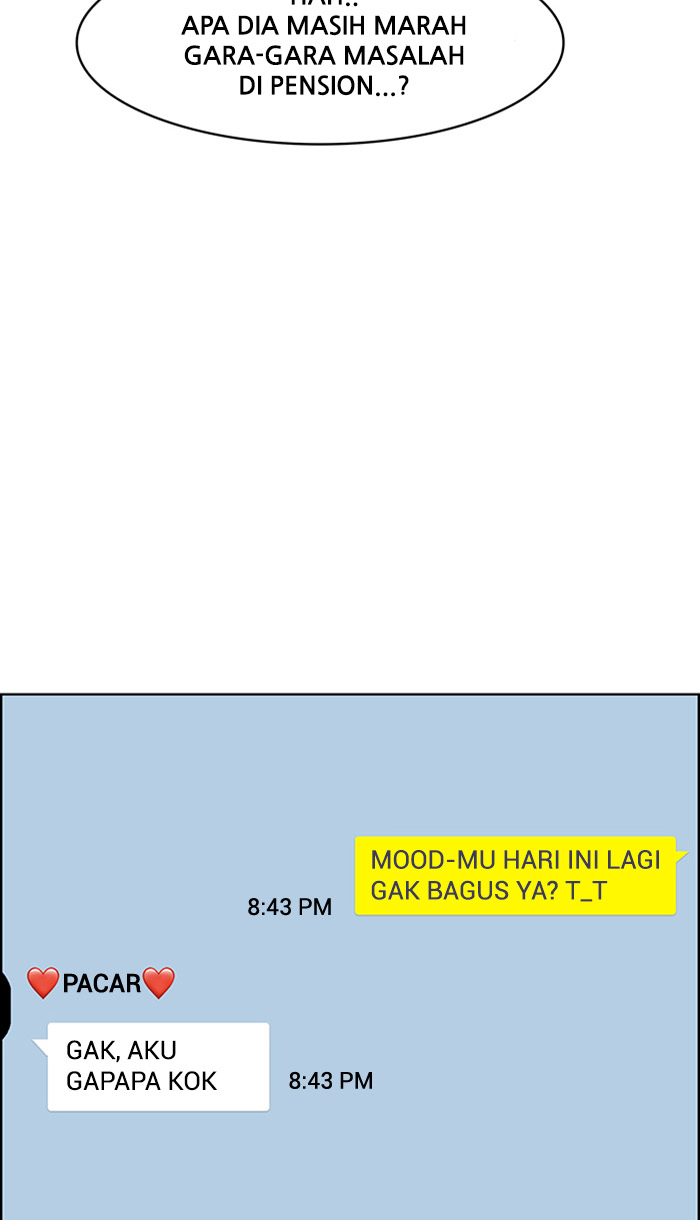 HAH..
APA DIA MASIH MARAH
GARA-GARA MASALAH
DI PENSION...?
MOOD-MU HARI INI LAGI
GAK BAGUS YA? T_T
8:43 PM
❤️PACAR❤️
GAK, AKU
GAPAPA KOK
8:43 PM